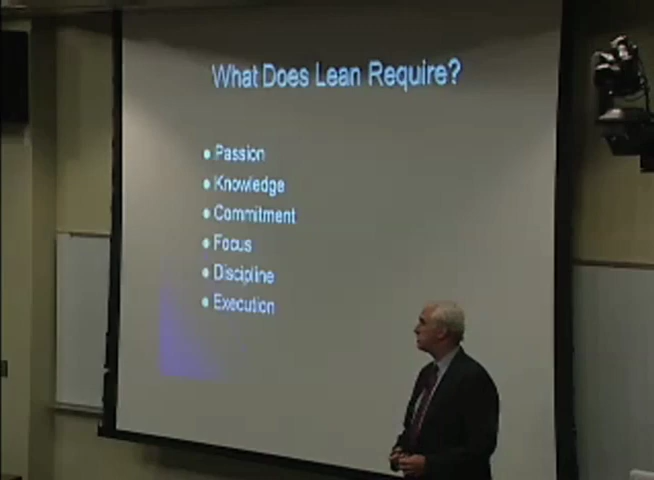 What Does Lean Require?
Passion
Knowledge
Commitment
Focus
Discipline
Execution